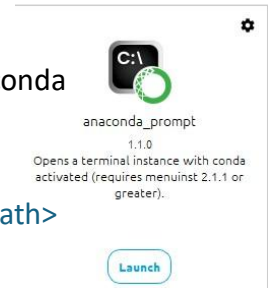 onda
C:\
anaconda_prompt
1.1.0
Opens a terminal instance with conda
activated (requires menuinst 2.1.1 or
greater).
ath>
Launch